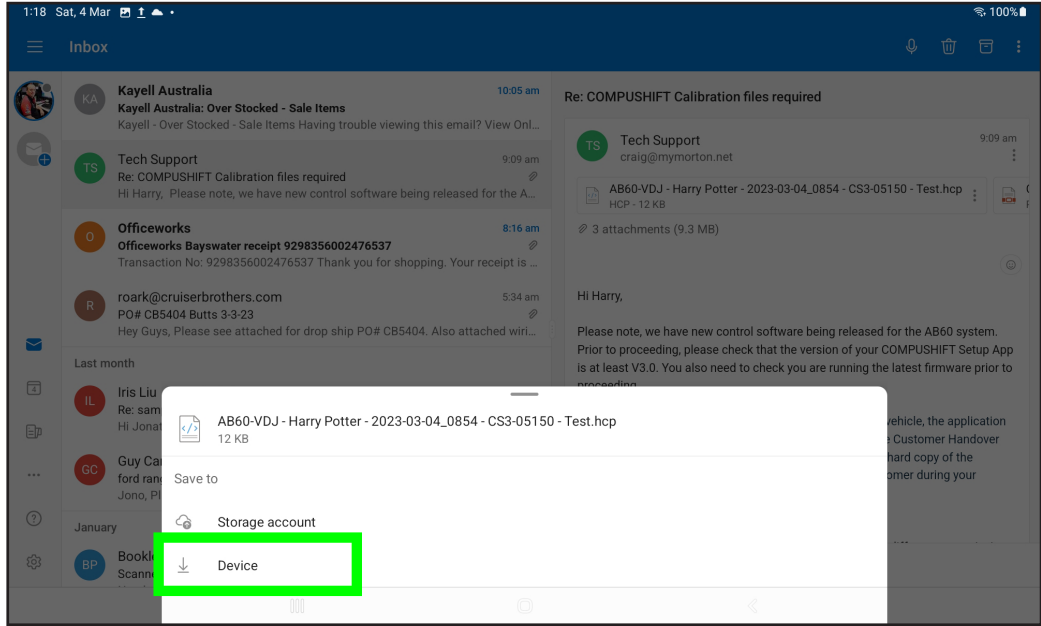 1:18 Sat, 4 Mar
100%
Inbox
KA
Kayell Australia
10:05 am
Kayell Australia: Over Stocked - Sale Items
Kayell - Over Stocked - Sale Items Having trouble viewing this email? View Onl...
TS
Tech Support
9:09 am
Re: COMPUSHIFT Calibration files required
Hi Harry, Please note, we have new control software being released for the A...
O
Officeworks
8:16 am
Officeworks Bayswater receipt 9298356002476537
Transaction No: 9298356002476537 Thank you for shopping. Your receipt is ...
R
roark@cruiserbrothers.com
5:34 am
PO# CB5404 Butts 3-3-23
Hey Guys, Please see attached for drop ship PO# CB5404. Also attached wiri...
Last month
IL
Iris Liu
Re: sam
Hi Jonat
GC
Guy Ca
ford ran
Jono, Pl
January
BP
Bookl
Scann
4
Re: COMPUSHIFT Calibration files required
TS
Tech Support
9:09 am
craig@mymorton.net
AB60-VDJ - Harry Potter - 2023-03-04_0854 - CS3-05150 - Test.hcp
HCP - 12 KB
3 attachments (9.3 MB)
Hi Harry,
Please note, we have new control software being released for the AB60 system.
Prior to proceeding, please check that the version of your COMPUSHIFT Setup App
is at least V3.0. You also need to check you are running the latest firmware prior to
proceeding
vehicle, the application
Customer Handover
hard copy of the
omer during your
AB60-VDJ - Harry Potter - 2023-03-04_0854 - CS3-05150 - Test.hcp
12 KB
Save to
Storage account
Device